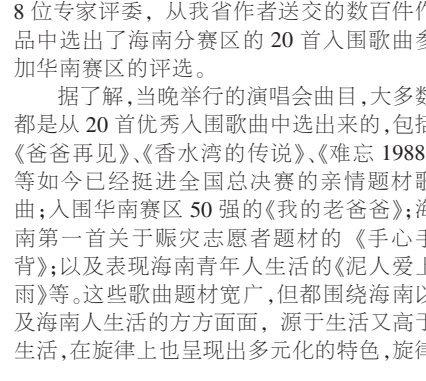 8 位专家评委，从我省作者送交的数百件作
品中选出了海南分赛区的 20 首入围歌曲参
加华南赛区的评选。
据了解，当晚举行的演唱会曲目，大多数
都是从 20 首优秀入围歌曲中选出来的，包括
《爸爸再见》、《香水湾的传说》、《难忘 1988
等如今已经挺进全国总决赛的亲情题材歌
曲；入围华南赛区 50 强的《我的老爸爸》；海
南第一首关于赈灾志愿者题材的《手心手
背》；以及表现海南青年人生活的《泥人爱上
雨》等。这些歌曲题材宽广，但都围绕海南以
及海南人生活的方方面面，源于生活又高于
生活，在旋律上也呈现出多元化的特色，旋律